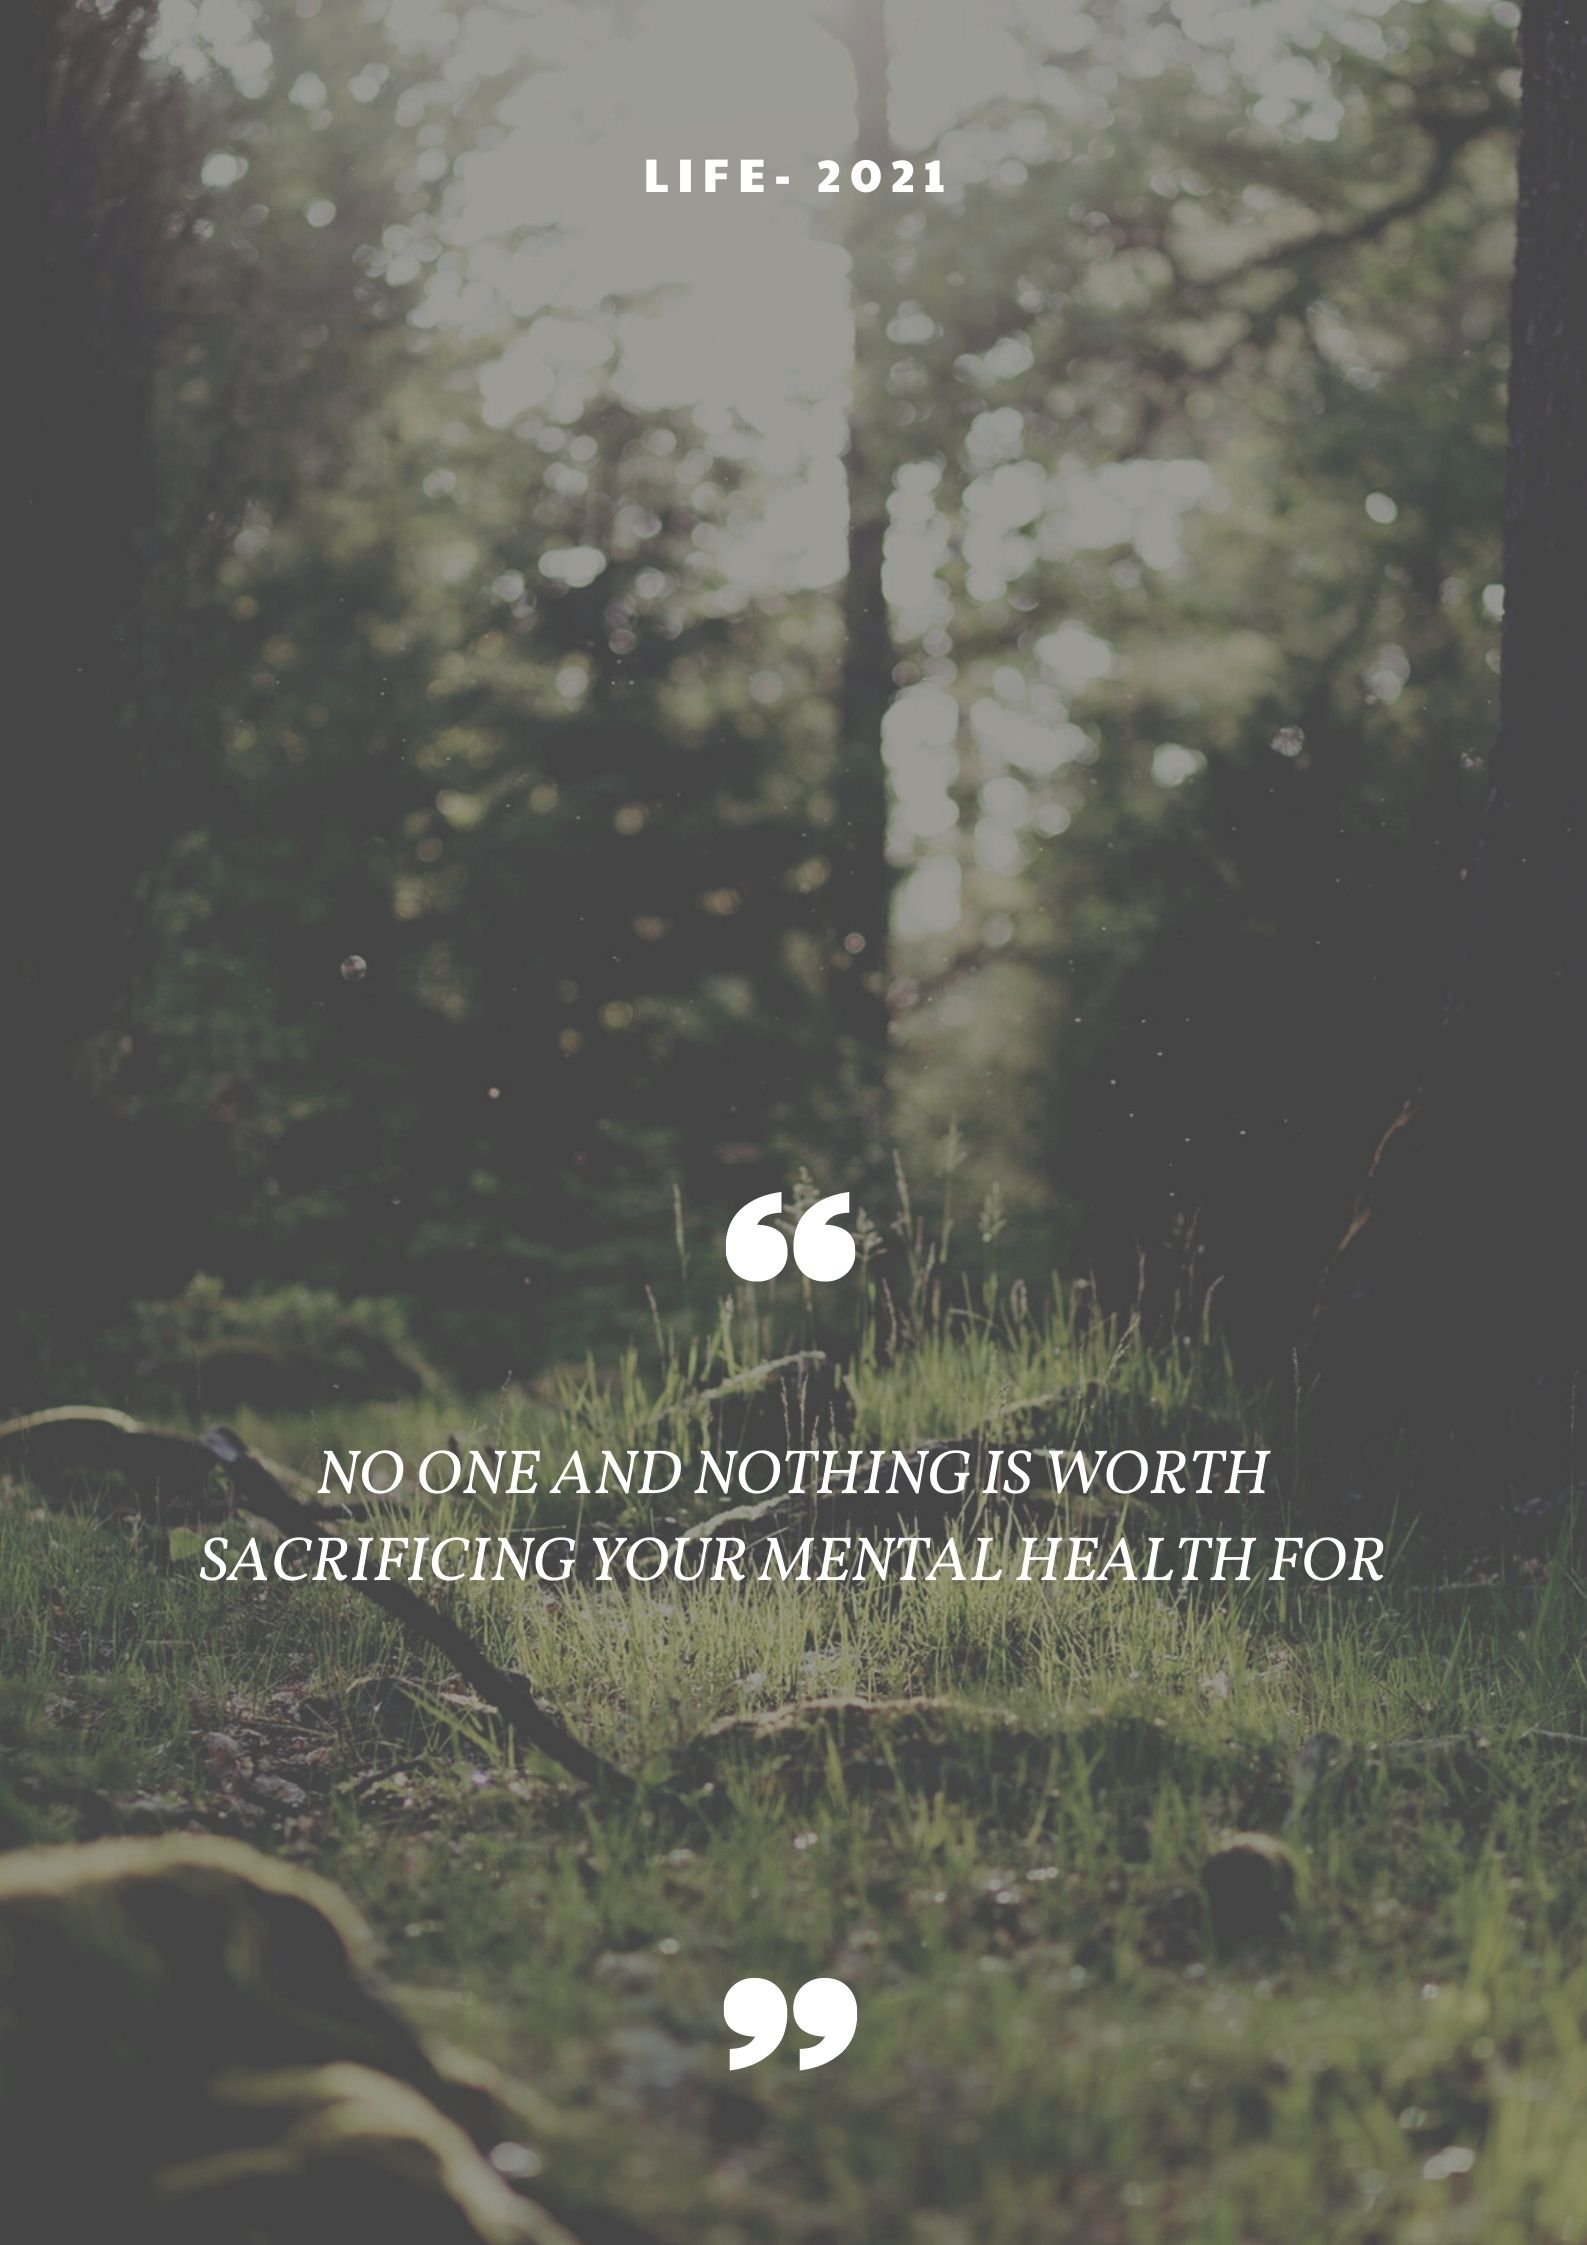 LIFE- 2021
“
NO ONE AND NOTHING IS WORTH
SACRIFICING YOUR MENTAL HEALTH FOR
”